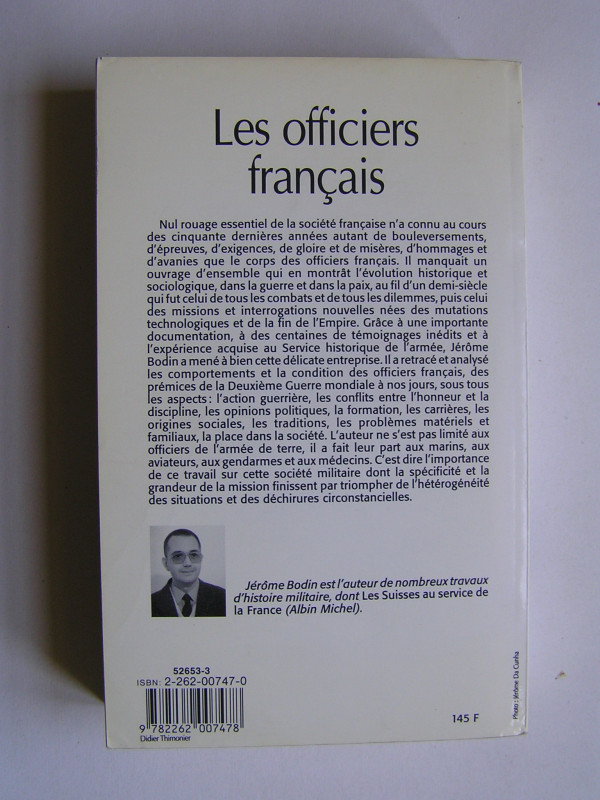 Les officiers
français
Nul rouage essentiel de la société française n'a connu au cours
des cinquante dernières années autant de bouleversements,
d'épreuves, d'exigences, de gloire et de misères, d'hommages et
d'avanies que le corps des officiers français. Il manquait un
ouvrage d'ensemble qui en montrât l'évolution historique et
sociologique, dans la guerre et dans la paix, au fil d'un demi-siècle
qui fut celui de tous les combats et de tous les dilemmes, puis celui
des missions et interrogations nouvelles nées des mutations
technologiques et de la fin de l'Empire. Grâce à une importante
documentation, à des centaines de témoignages inédits et à
l'expérience acquise au Service historique de l'armée, Jérôme
Bodin a mené à bien cette délicate entreprise. Il a retracé et analysé
les comportements et la condition des officiers français, des
prémices de la Deuxième Guerre mondiale à nos jours, sous tous
les aspects : l'action guerrière, les conflits entre l'honneur et la
discipline, les opinions politiques, la formation, les carrières, les
origines sociales, les traditions, les problèmes matériels et
familiaux, la place dans la société. L'auteur ne s'est pas limité aux
officiers de l'armée de terre, il a fait leur part aux marins, aux
aviateurs, aux gendarmes et aux médecins. C'est dire l'importance
de ce travail sur cette société militaire dont la spécificité et la
grandeur de la mission finissent par triompher de l'hétérogénéité
des situations et des déchirures circonstancielles.
Jérôme Bodin est l'auteur de nombreux travaux
d'histoire militaire, dont Les Suisses au service de
la France (Albin Michel).
52653-3
ISBN: 2-262-00747-0
9 782262 007478
Didier Thimonier
145 F
Photo : Jérôme Da Cunha